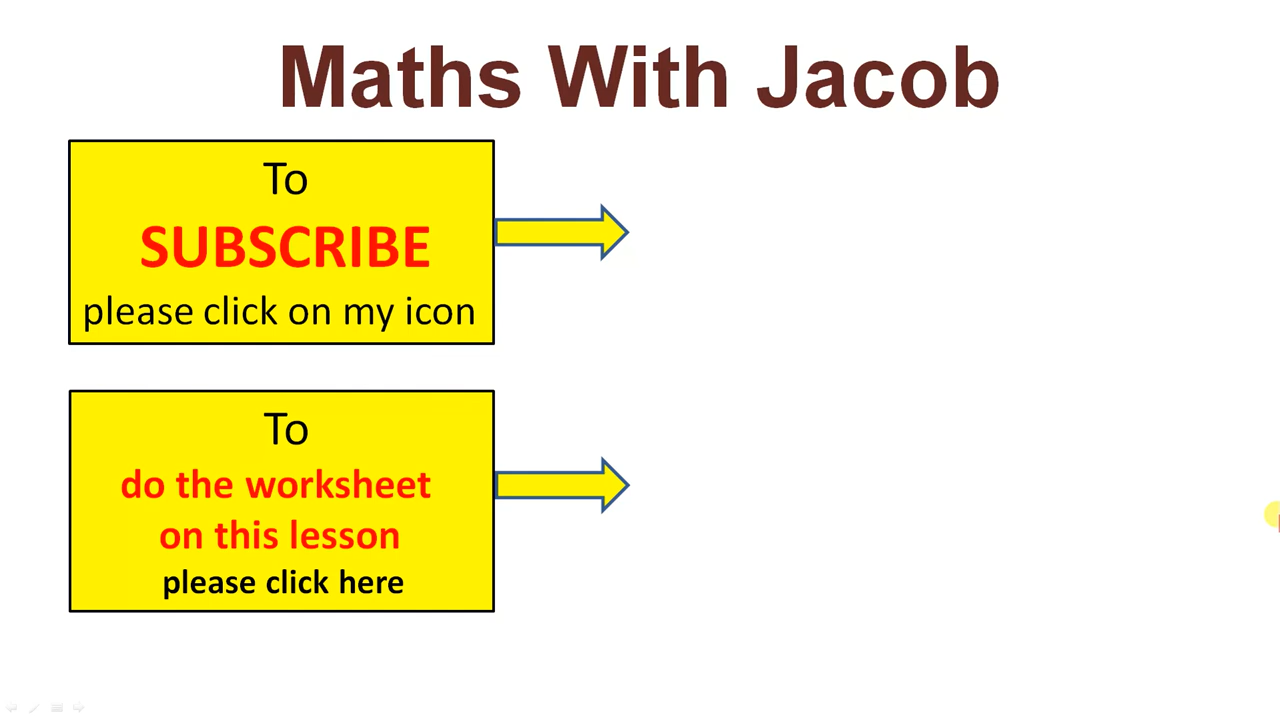 Maths With Jacob
To
SUBSCRIBE
please click on my icon
To
do the worksheet
on this lesson
please click here